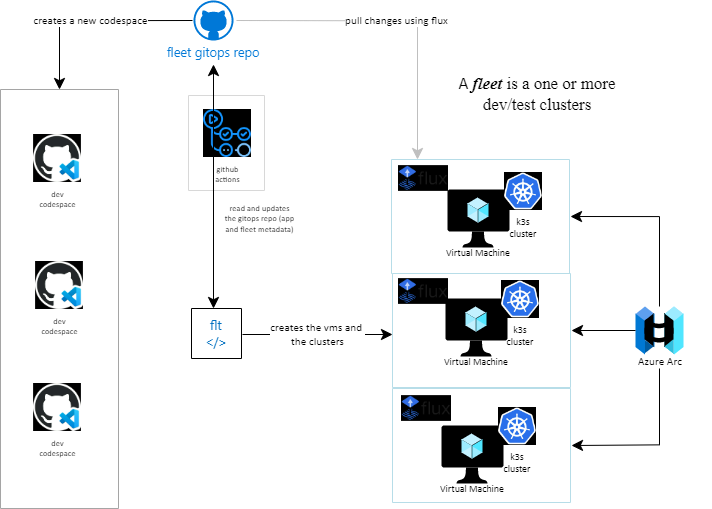 creates a new codespace
pull changes using flux
fleet gitops repo
A fleet is a one or more
dev/test clusters
github
actions
dev
codespace
read and updates
the gitops repo (app
and fleet metadata)
flux
k3s
cluster
Virtual Machine
dev
codespace
flt
</>
creates the vms and
the clusters
flux
k3s
cluster
Virtual Machine
Azure Arc
dev
codespace
flux
k3s
cluster
Virtual Machine